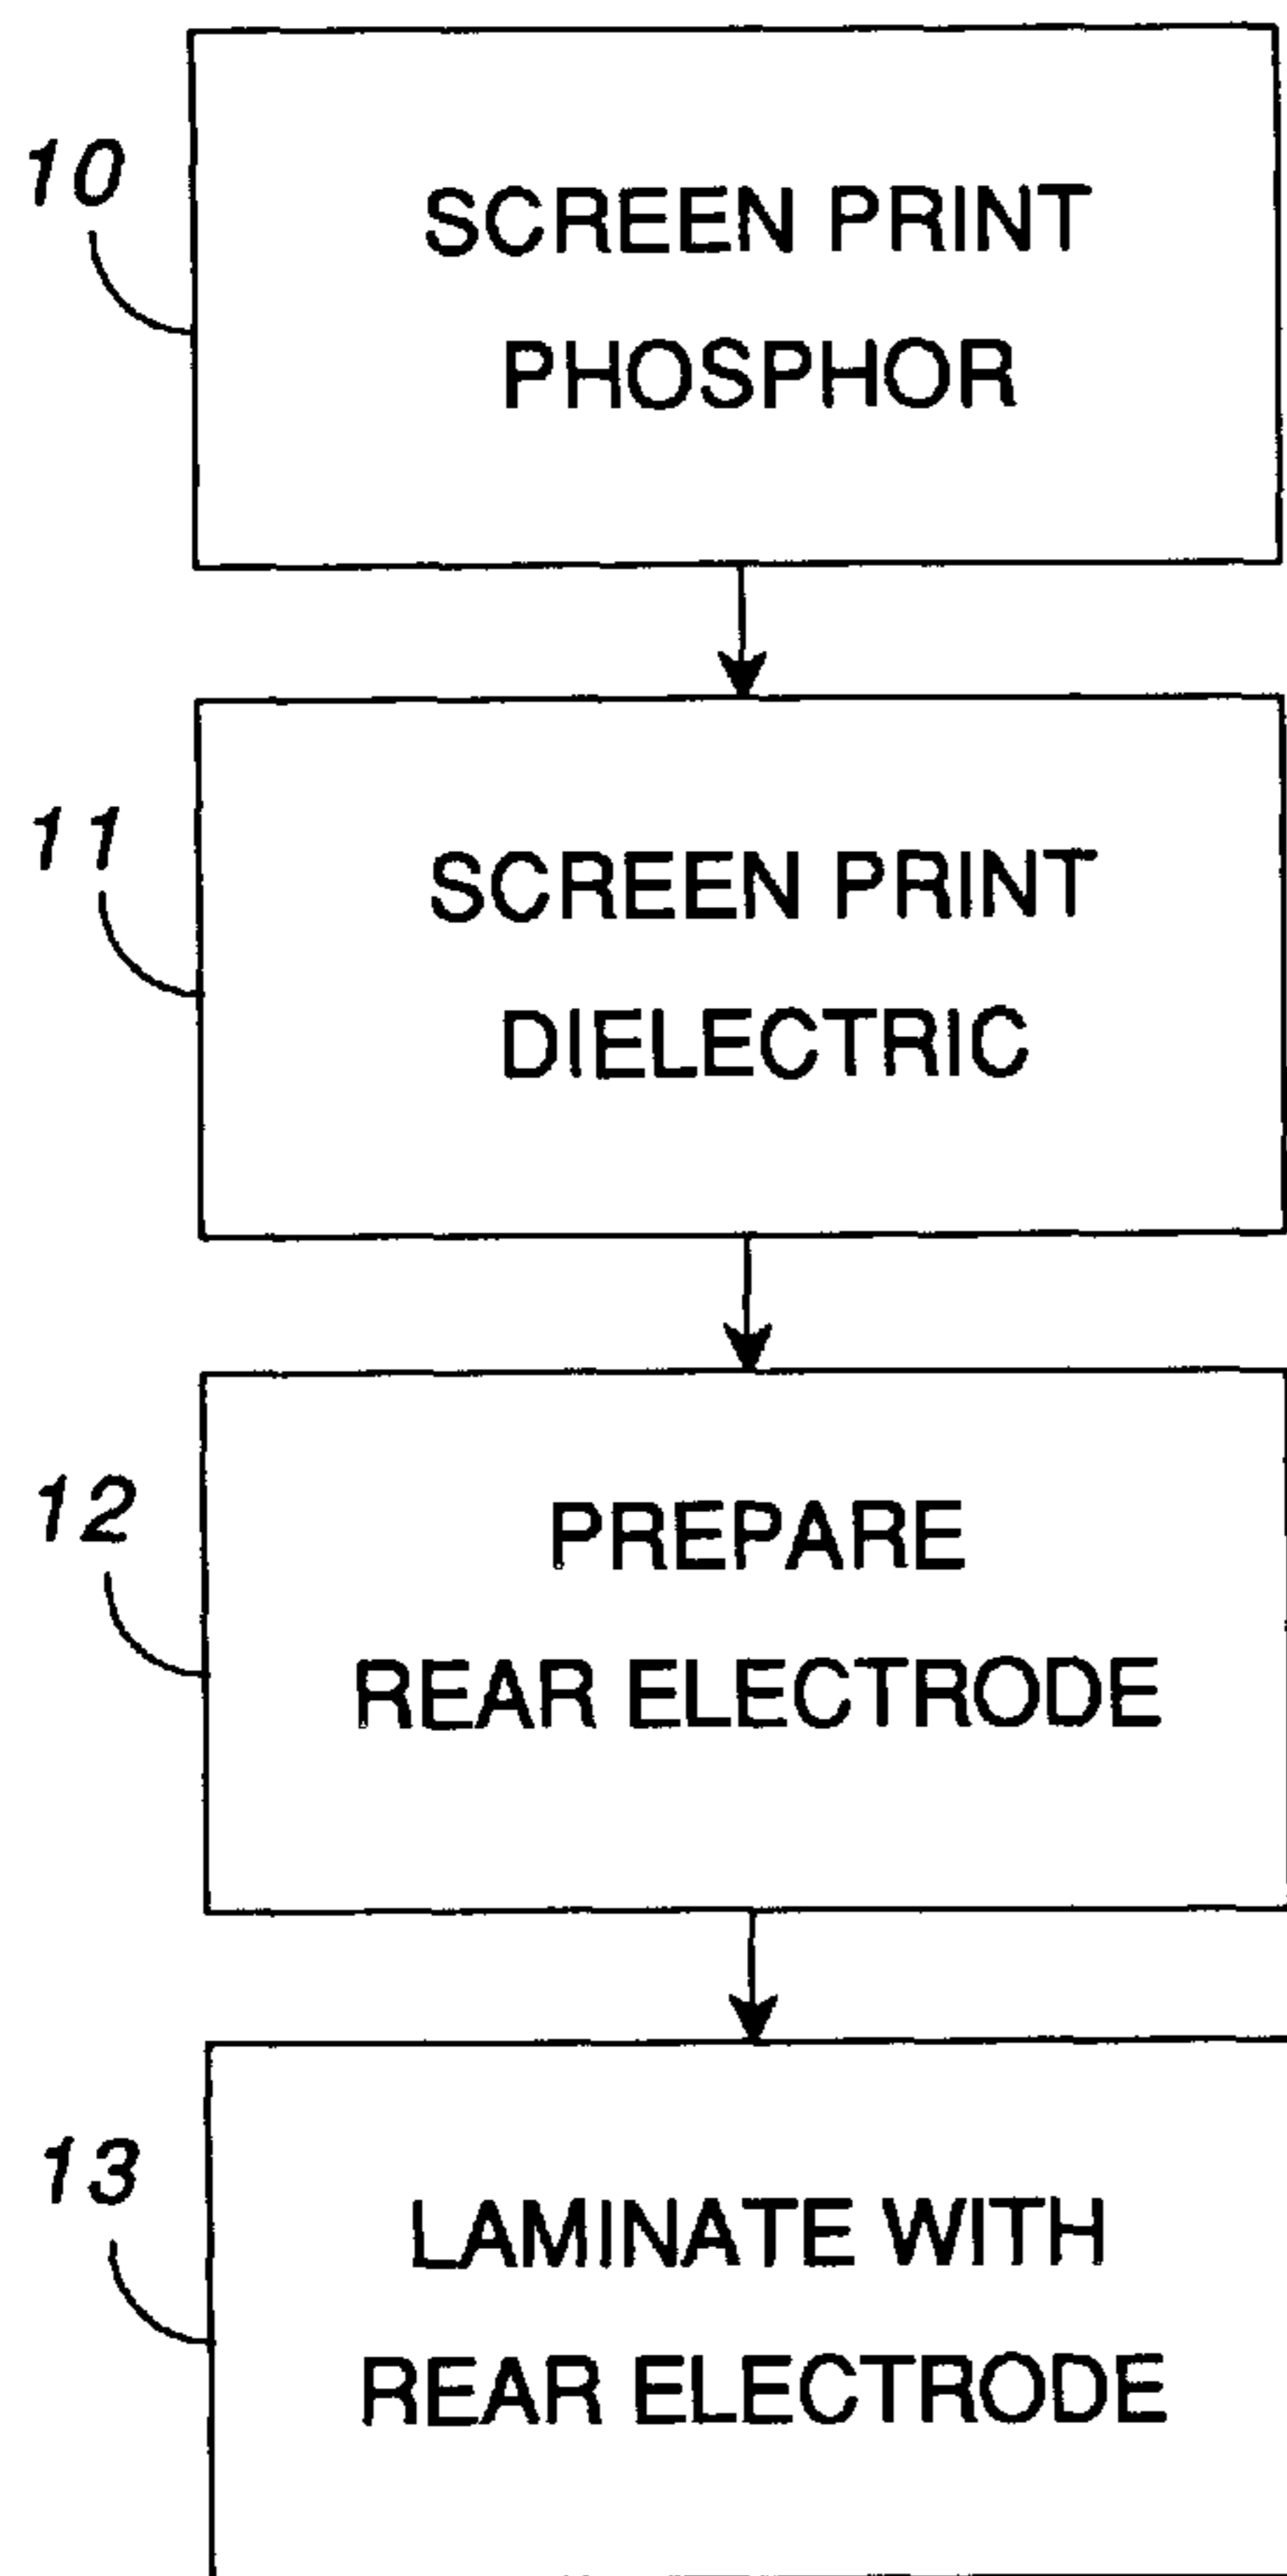 10
SCREEN PRINT
PHOSPHOR
11
SCREEN PRINT
DIELECTRIC
12
PREPARE
REAR ELECTRODE
13
LAMINATE WITH
REAR ELECTRODE